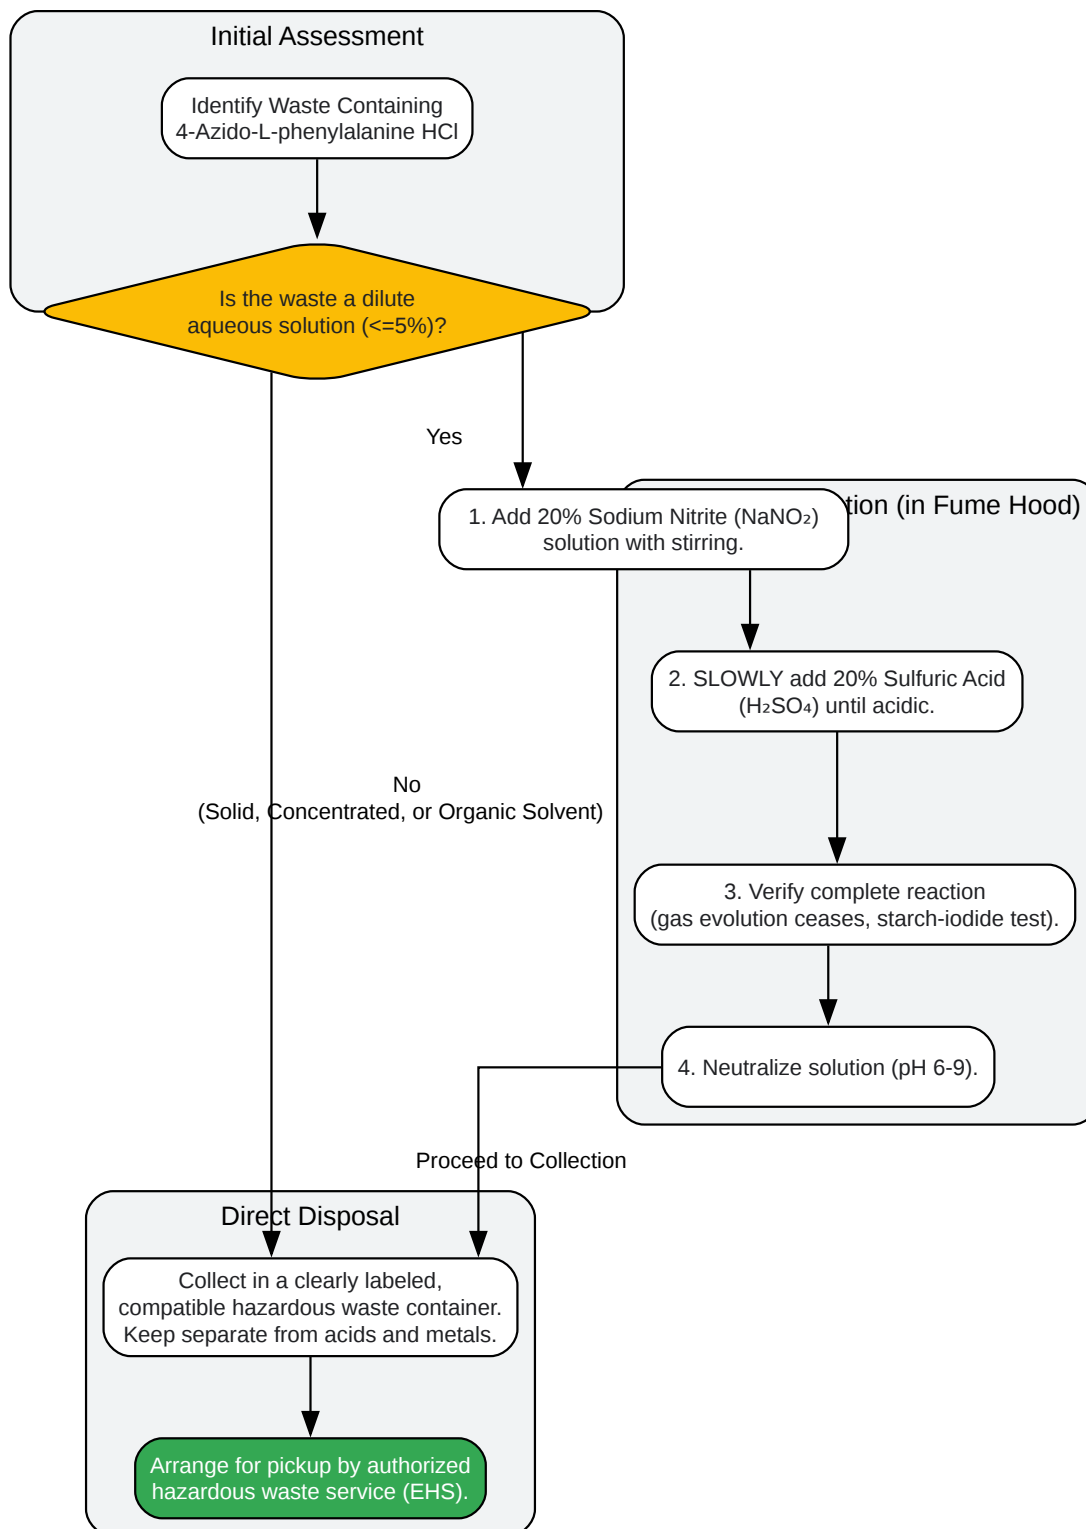 Initial Assessment
Identify Waste Containing
4-Azido-L-phenylalanine HCl
Is the waste a dilute
aqueous solution (<=5%)?
Yes
(in Fume Hood)
1. Add 20% Sodium Nitrite (NaNO₂)
solution with stirring.
2. SLOWLY add 20% Sulfuric Acid
(H₂SO₄) until acidic.
No
(Solid, Concentrated, or Organic Solvent)
3. Verify complete reaction
(gas evolution ceases, starch-iodide test).
4. Neutralize solution (pH 6-9).
Proceed to Collection
Direct Disposal
Collect in a clearly labeled,
compatible hazardous waste container.
Keep separate from acids and metals.
Arrange for pickup by authorized
hazardous waste service (EHS).